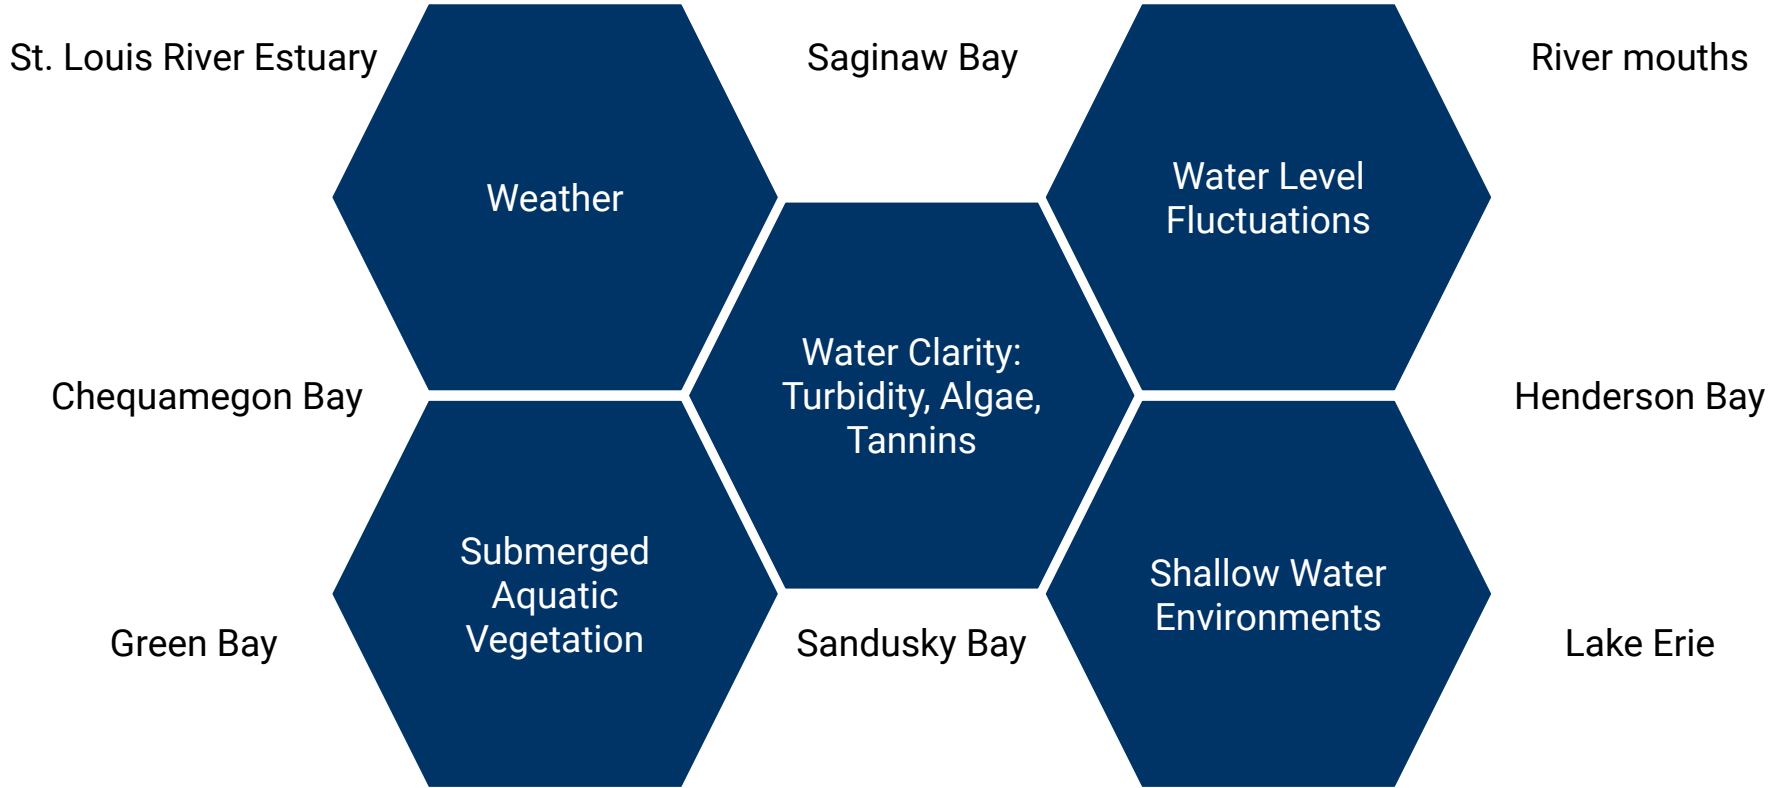 St. Louis River Estuary
Saginaw Bay
River mouths
Weather
Water Level
Fluctuations
Water Clarity:
Turbidity, Algae,
Tannins
Chequamegon Bay
Henderson Bay
Submerged
Aquatic
Vegetation
Shallow Water
Environments
Green Bay
Sandusky Bay
Lake Erie